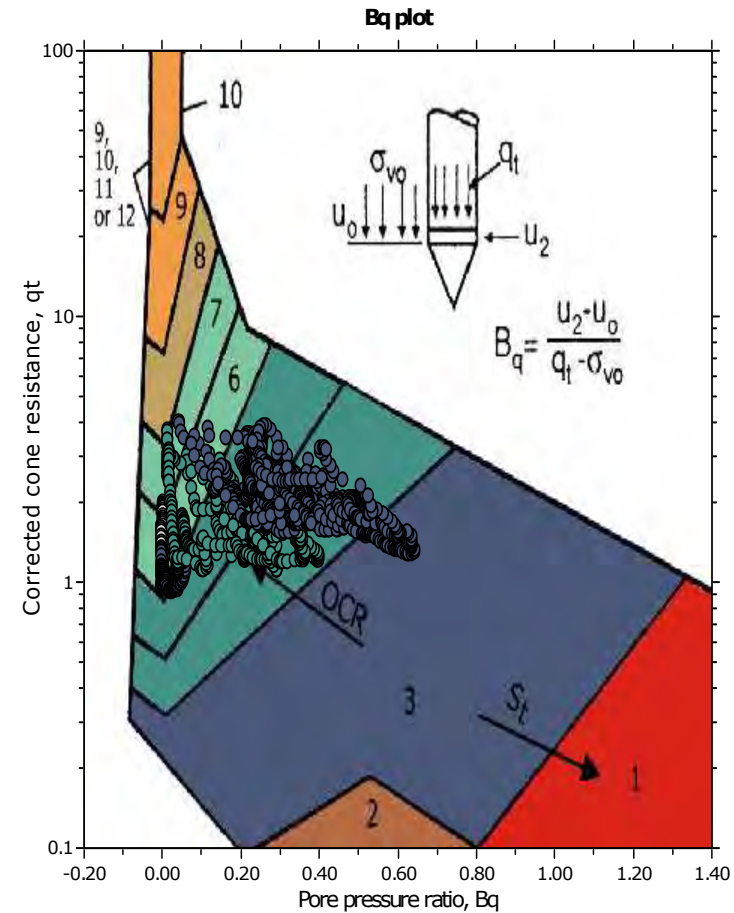 Bq plot
100
10
1
0.1
Corrected cone resistance, qt
10
9,
10,
11
or 12
9
8
7
6
σvo
qt
uo
u2
Bq= u2-uo
qt-σvo
OCR
3
St
1
2
-0.20 0.00 0.20 0.40 0.60 0.80 1.00 1.20 1.40
Pore pressure ratio, Bq